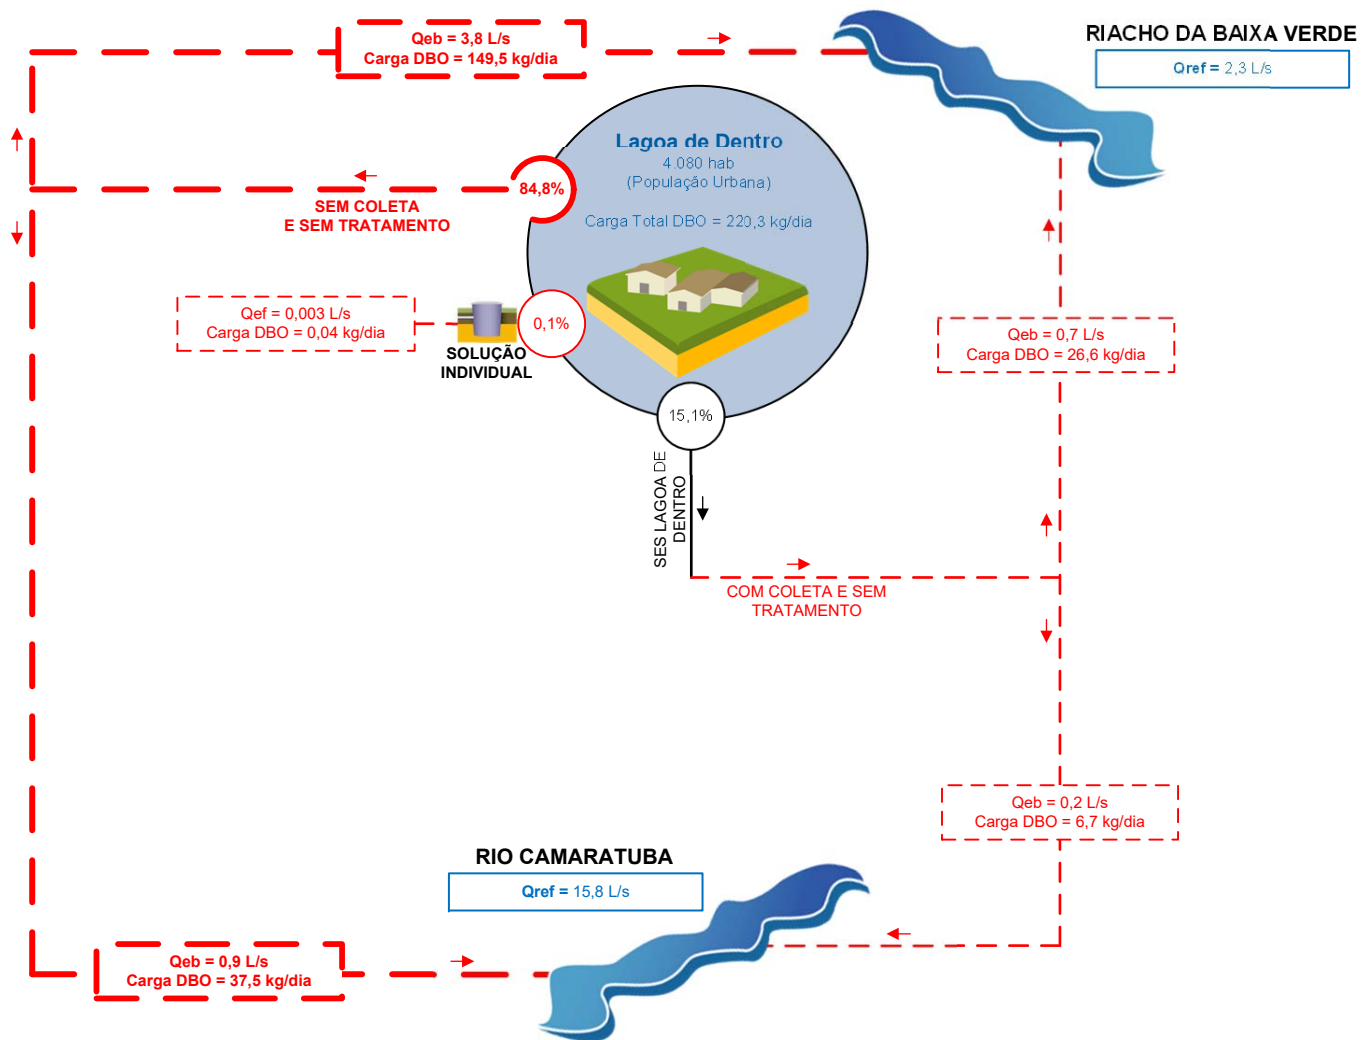 Qeb = 3,8 L/s
Carga DBO = 149,5 kg/dia
RIACHO DA BAIXA VERDE
Qref = 2,3 L/s
Lagoa de Dentro
4.080 hab
(População Urbana)
Carga Total DBO = 220,3 kg/dia
84,8%
SEM COLETA
E SEM TRATAMENTO
Qef = 0,003 L/s
Carga DBO = 0,04 kg/dia
0,1%
SOLUÇÃO
INDIVIDUAL
Qeb = 0,7 L/s
Carga DBO = 26,6 kg/dia
15,1%
SES LAGOA DE
DENTRO
COM COLETA E SEM
TRATAMENTO
Qeb = 0,2 L/s
Carga DBO = 6,7 kg/dia
RIO CAMARATUBA
Qref = 15,8 L/s
Qeb = 0,9 L/s
Carga DBO = 37,5 kg/dia